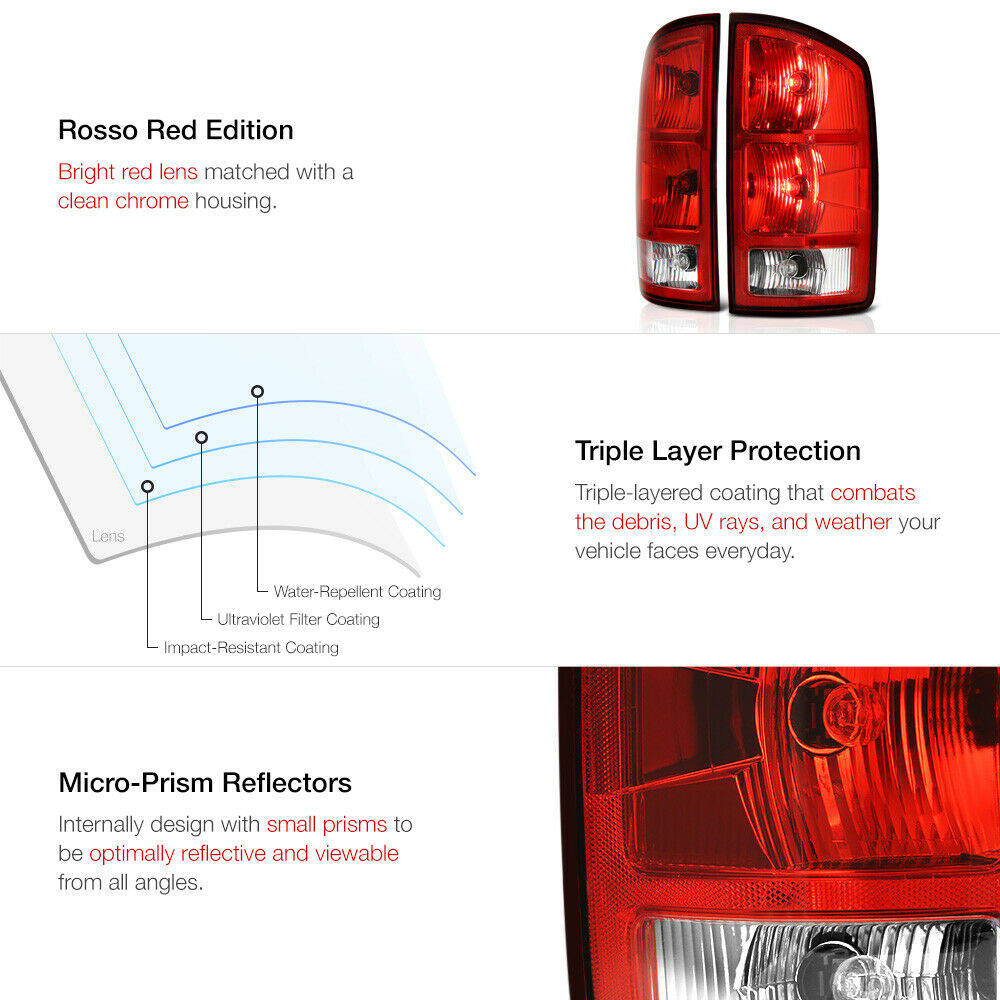 Rosso Red Edition
Bright red lens matched with a
clean chrome housing.
Lens
Water-Repellent Coating
Ultraviolet Filter Coating
Impact-Resistant Coating
Triple Layer Protection
Triple-layered coating that combats
the debris, UV rays, and weather your
vehicle faces everyday.
Micro-Prism Reflectors
Internally design with small prisms to
be optimally reflective and viewable
from all angles.